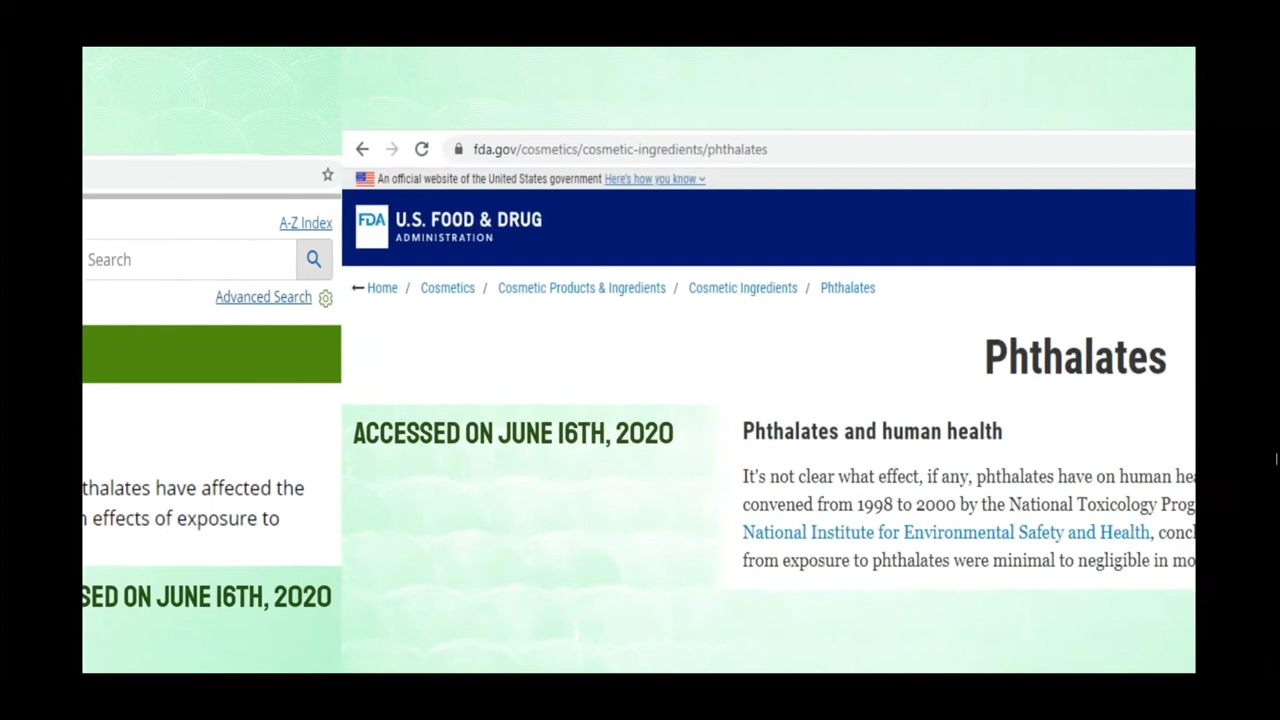 A-Z Index
Search
Advanced Search
thalates have affected the
effects of exposure to
SED ON JUNE 16TH, 2020
fda.gov/cosmetics/cosmetic-ingredients/phthalates
An official website of the United States government Here's how you know
FDA U.S. FOOD & DRUG
ADMINISTRATION
Home / Cosmetics / Cosmetic Products & Ingredients / Cosmetic Ingredients / Phthalates
Phthalates
ACCESSED ON JUNE 16TH, 2020
Phthalates and human health
It's not clear what effect, if any, phthalates have on human hea
convened from 1998 to 2000 by the National Toxicology Prog
National Institute for Environmental Safety and Health, concl
from exposure to phthalates were minimal to negligible in mo